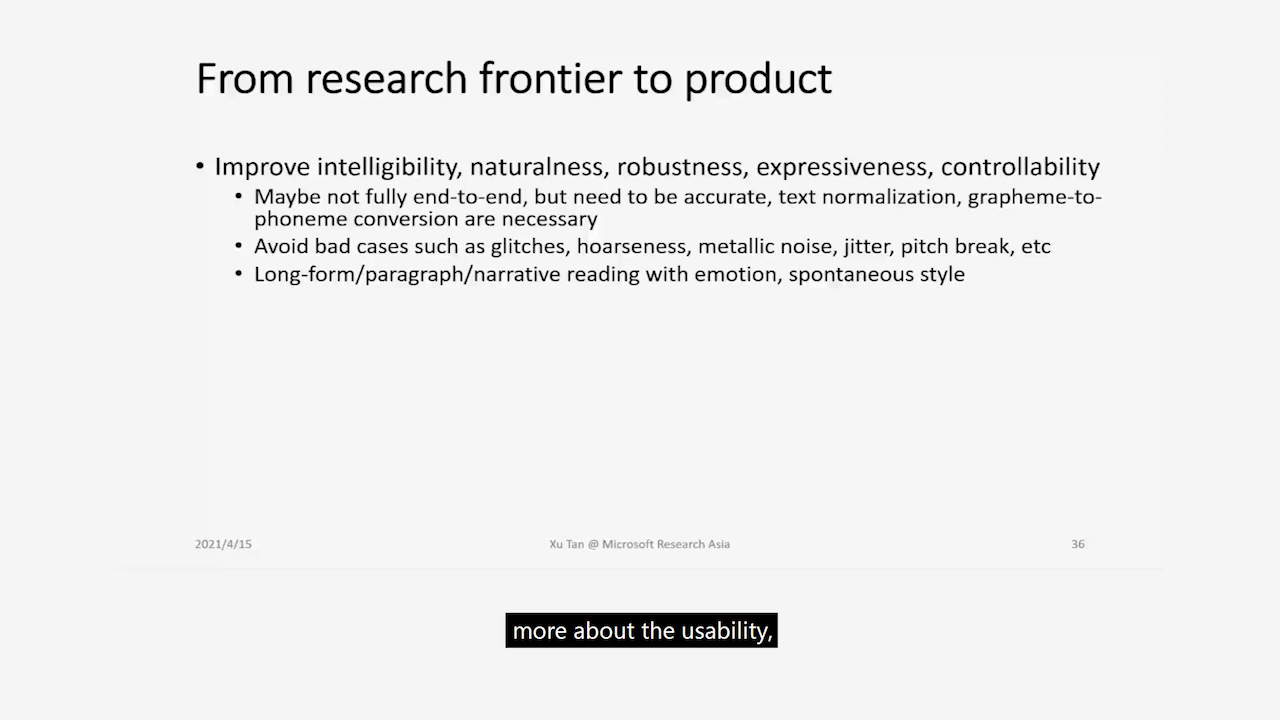 From research frontier to product
• Improve intelligibility, naturalness, robustness, expressiveness, controllability
• Maybe not fully end-to-end, but need to be accurate, text normalization, grapheme-to-
phoneme conversion are necessary
• Avoid bad cases such as glitches, hoarseness, metallic noise, jitter, pitch break, etc
• Long-form/paragraph/narrative reading with emotion, spontaneous style
2021/4/15
Xu Tan @ Microsoft Research Asia
36
more about the usability,